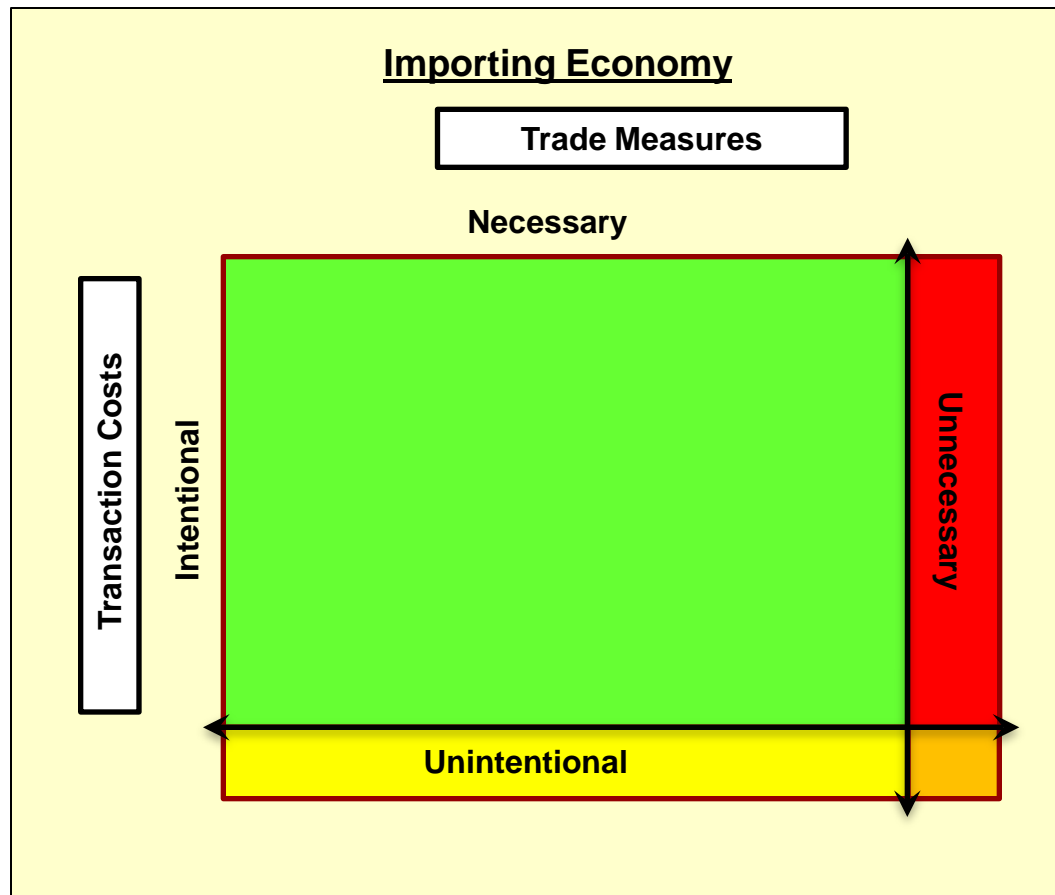 Importing Economy
Trade Measures
Necessary
Transaction Costs
Intentional
Unnecessary
Unintentional